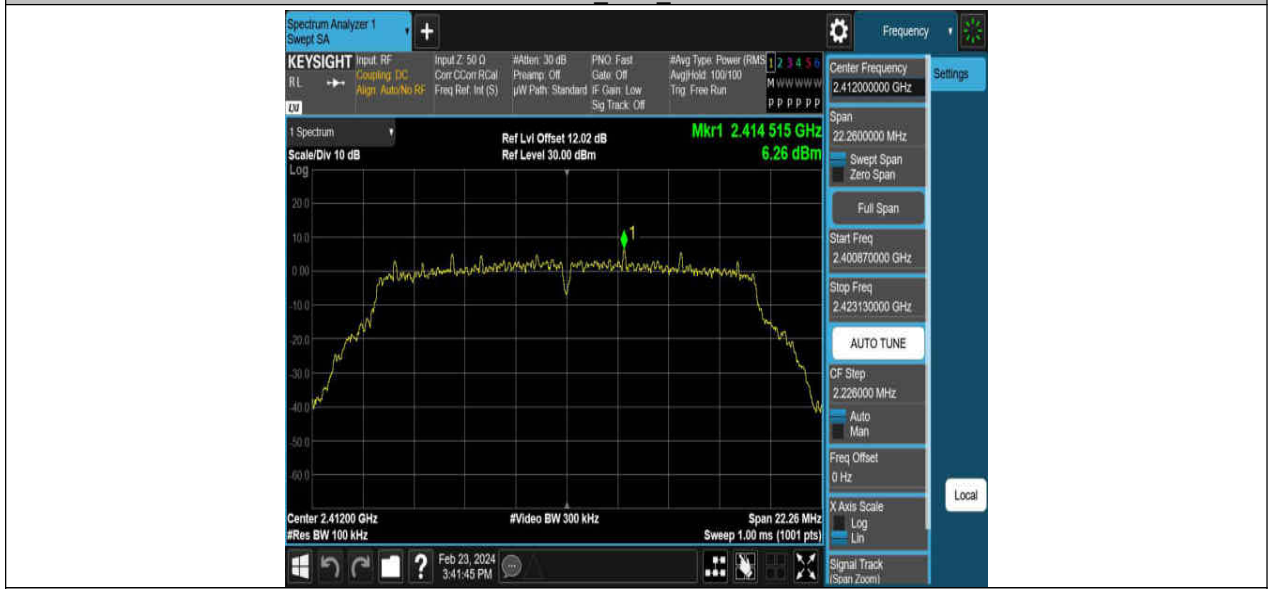 Spectrum Analyzer 1
Swept SA
+
Frequency
KEYSIGHT
RL
LXI
Input: RF
Coupling: DC
Align: Auto/No RF
Input Z: 50 Ω
Corr CCorr RCal
Freq Ref: Int (S)
#Atten: 30 dB
Preamp: Off
µW Path: Standard
PNO: Fast
Gate: Off
IF Gain: Low
Sig Track: Off
#Avg Type: Power (RMS
Avg|Hold: 100/100
Trig: Free Run
1 2 3 4 5 6
M W W W W W
P P P P P P
1 Spectrum
Scale/Div 10 dB
Log
Ref Lvl Offset 12.02 dB
Ref Level 30.00 dBm
Mkr1 2.414 515 GHz
6.26 dBm
20.0
10.0
0.00
-10.0
-20.0
-30.0
-40.0
-50.0
-60.0
1
Center 2.41200 GHz
#Res BW 100 kHz
#Video BW 300 kHz
Span 22.26 MHz
Sweep 1.00 ms (1001 pts)
?
Feb 23, 2024
3:41:45 PM
Center Frequency
2.412000000 GHz
Span
22.2600000 MHz
Swept Span
Zero Span
Full Span
Start Freq
2.400870000 GHz
Stop Freq
2.423130000 GHz
AUTO TUNE
CF Step
2.226000 MHz
Auto
Man
Freq Offset
0 Hz
X Axis Scale
Log
Lin
Signal Track
(Span Zoom)
Settings
Local